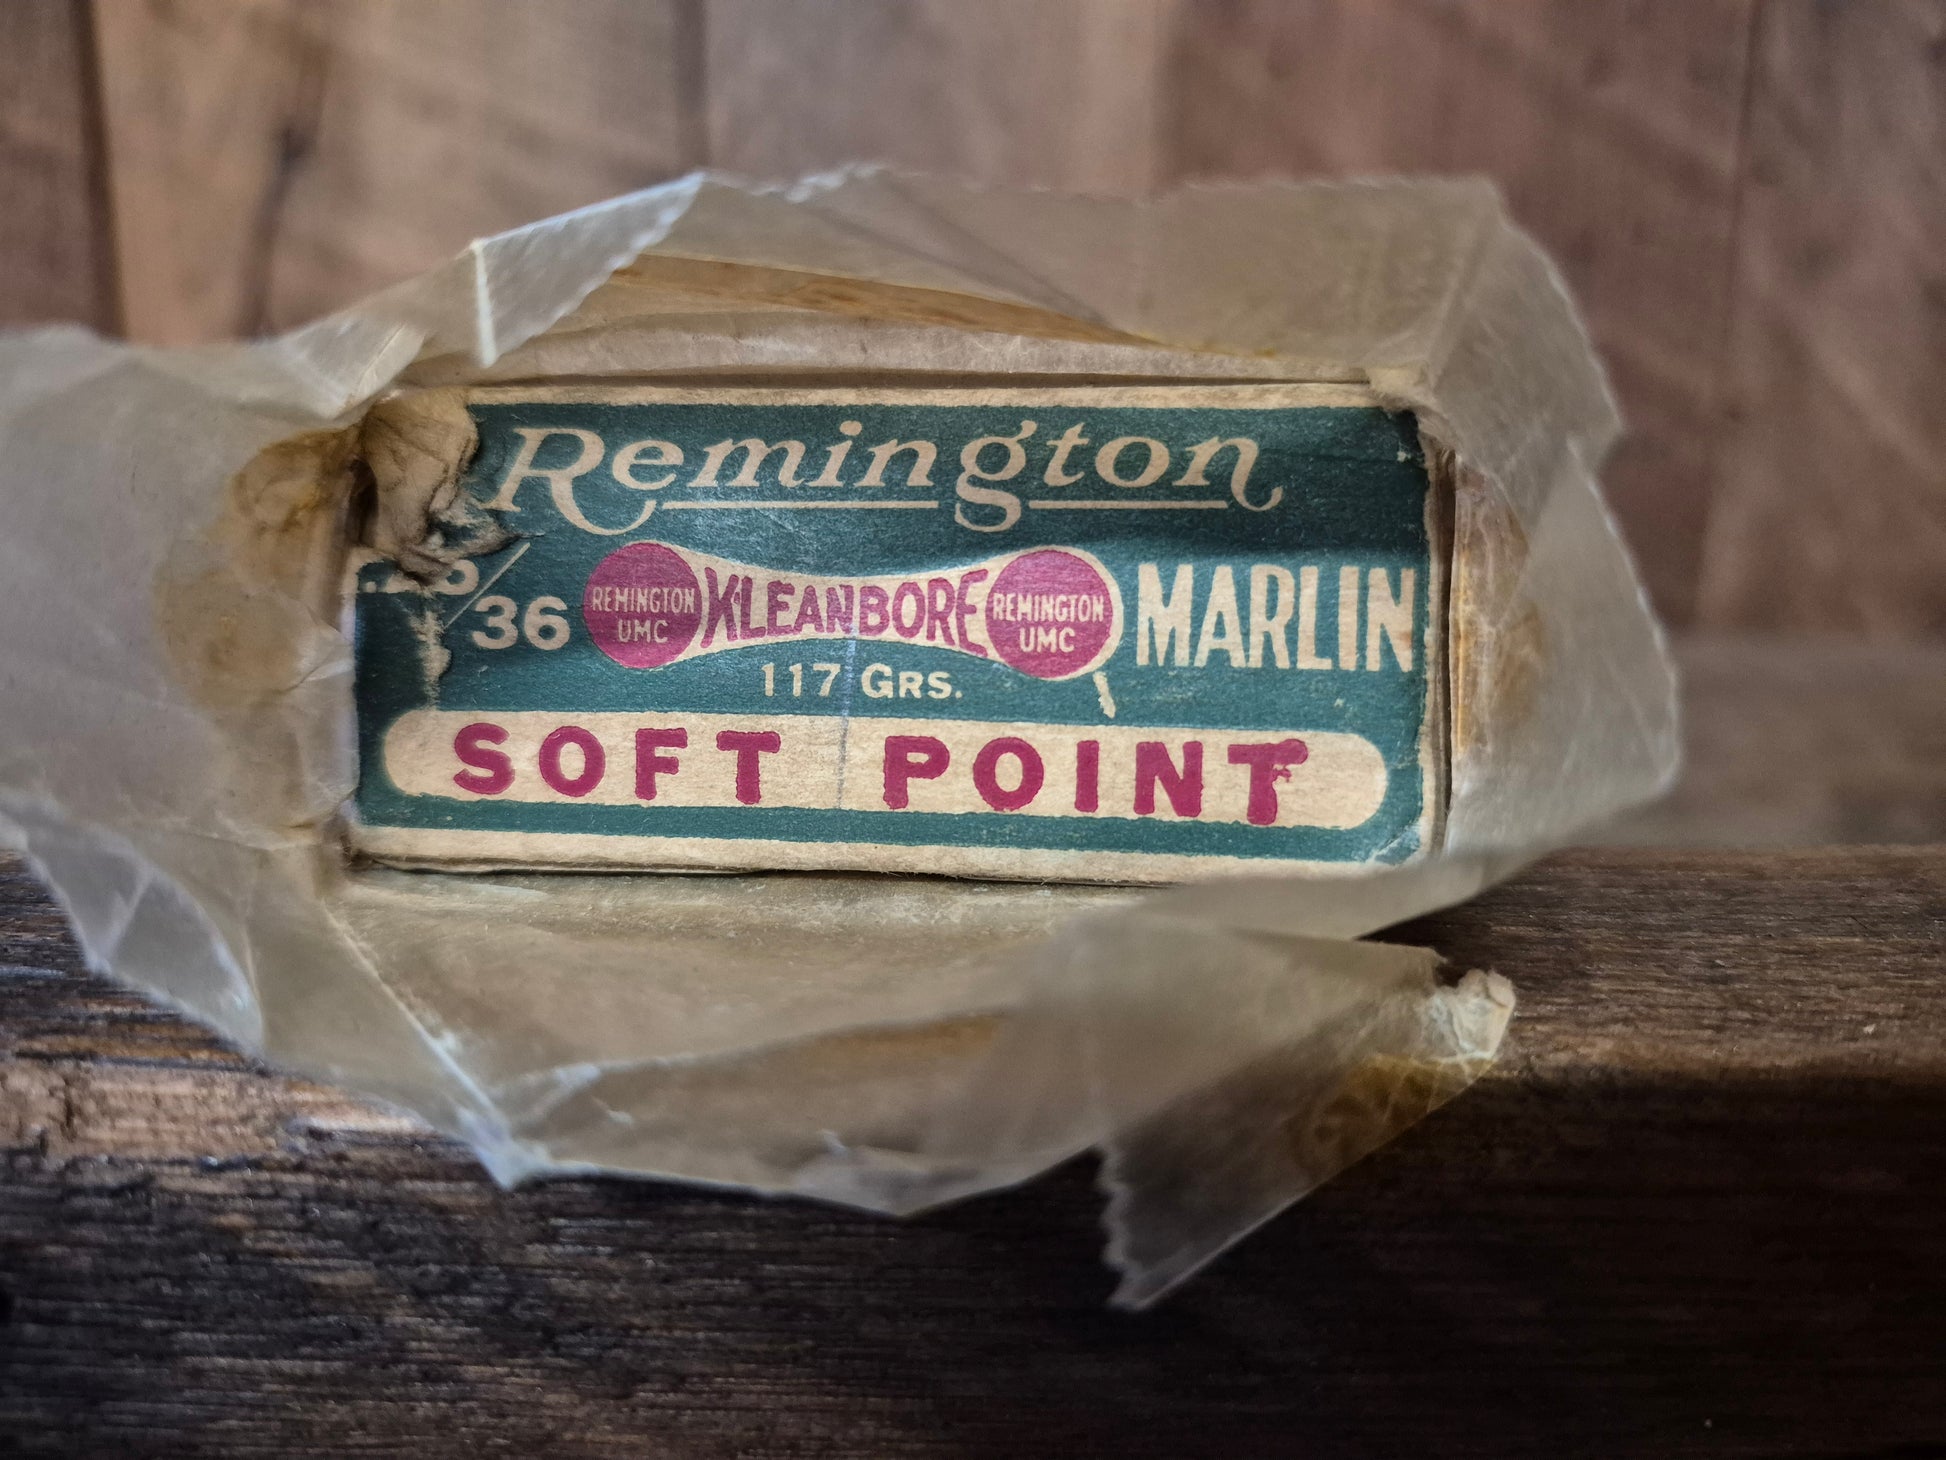 Remington
36 REMINGTON UMC KLEANBORE REMINGTON UMC MARLIN
117 GRS.
SOFT POINT